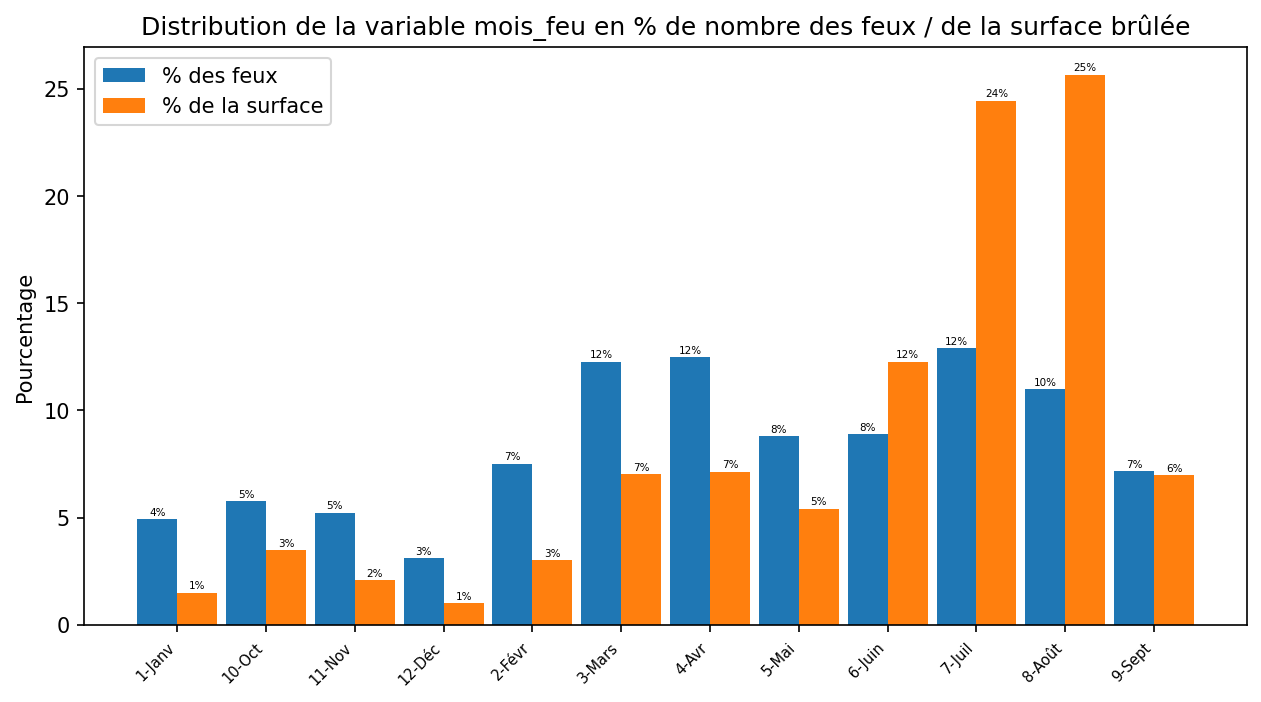 Distribution de la variable mois_feu en % de nombre des feux / de la surface brûlée
% des feux
% de la surface
Pourcentage
25
20
15
10
5
0
4%
1%
5%
3%
5%
2%
3%
1%
7%
3%
12%
7%
12%
7%
8%
5%
8%
12%
12%
24%
10%
25%
7%
6%
1-Janv
10-Oct
11-Nov
12-Déc
2-Févr
3-Mars
4-Avr
5-Mai
6-Juin
7-Juil
8-Août
9-Sept